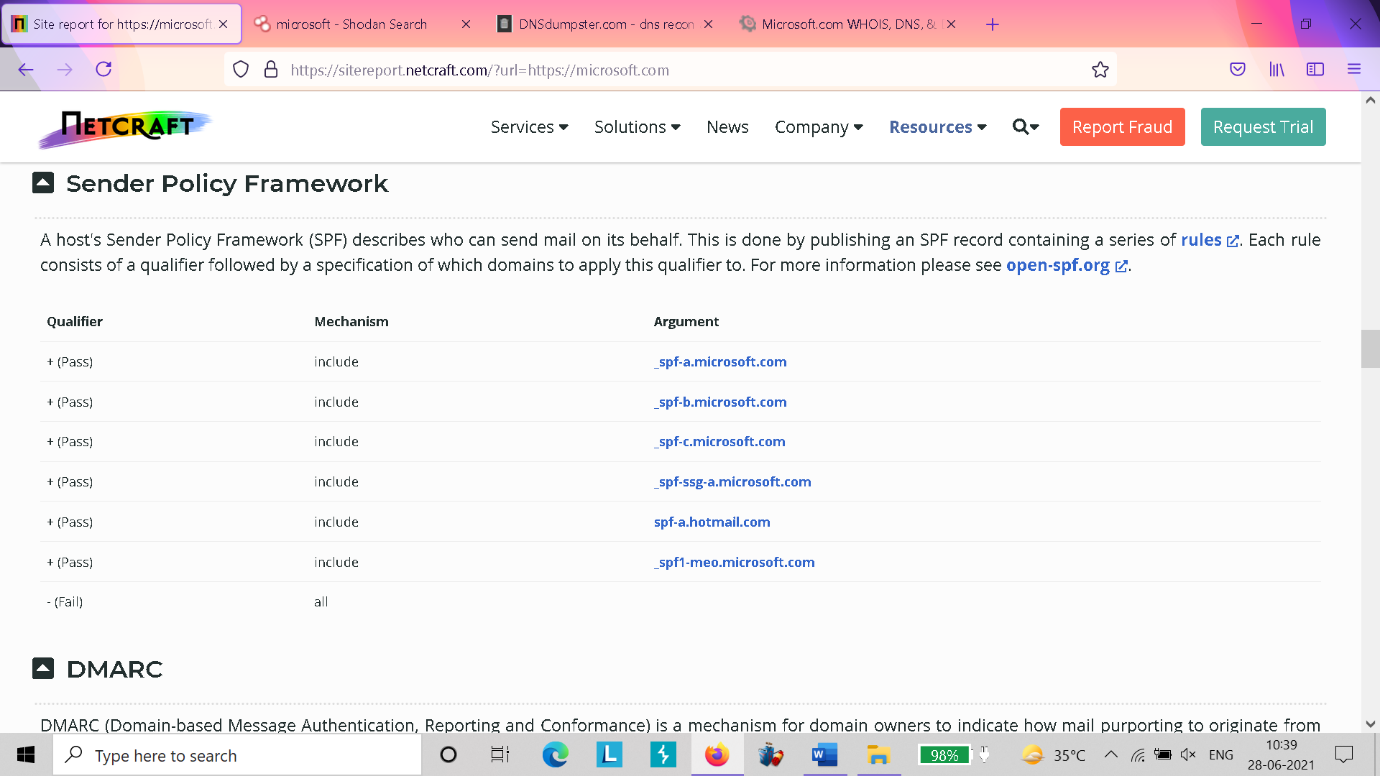 Site report for https://microsoft
microsoft - Shodan Search
DNSdumpster.com - dns recon
Microsoft.com WHOIS, DNS, &
https://sitereport.netcraft.com/?url=https://microsoft.com
NETCRAFT
Services
Solutions
News
Company
Resources
Report Fraud
Request Trial
Sender Policy Framework
A host's Sender Policy Framework (SPF) describes who can send mail on its behalf. This is done by publishing an SPF record containing a series of rules. Each rule
consists of a qualifier followed by a specification of which domains to apply this qualifier to. For more information please see open-spf.org.
Qualifier Mechanism Argument
+ (Pass) include _spf-a.microsoft.com
+ (Pass) include _spf-b.microsoft.com
+ (Pass) include _spf-c.microsoft.com
+ (Pass) include _spf-ssg-a.microsoft.com
+ (Pass) include spf-a.hotmail.com
+ (Pass) include _spf1-meo.microsoft.com
- (Fail) all
DMARC
DMARC (Domain-based Message Authentication, Reporting and Conformance) is a mechanism for domain owners to indicate how mail purporting to originate from
Type here to search
98%
35°C
ENG
10:39
28-06-2021